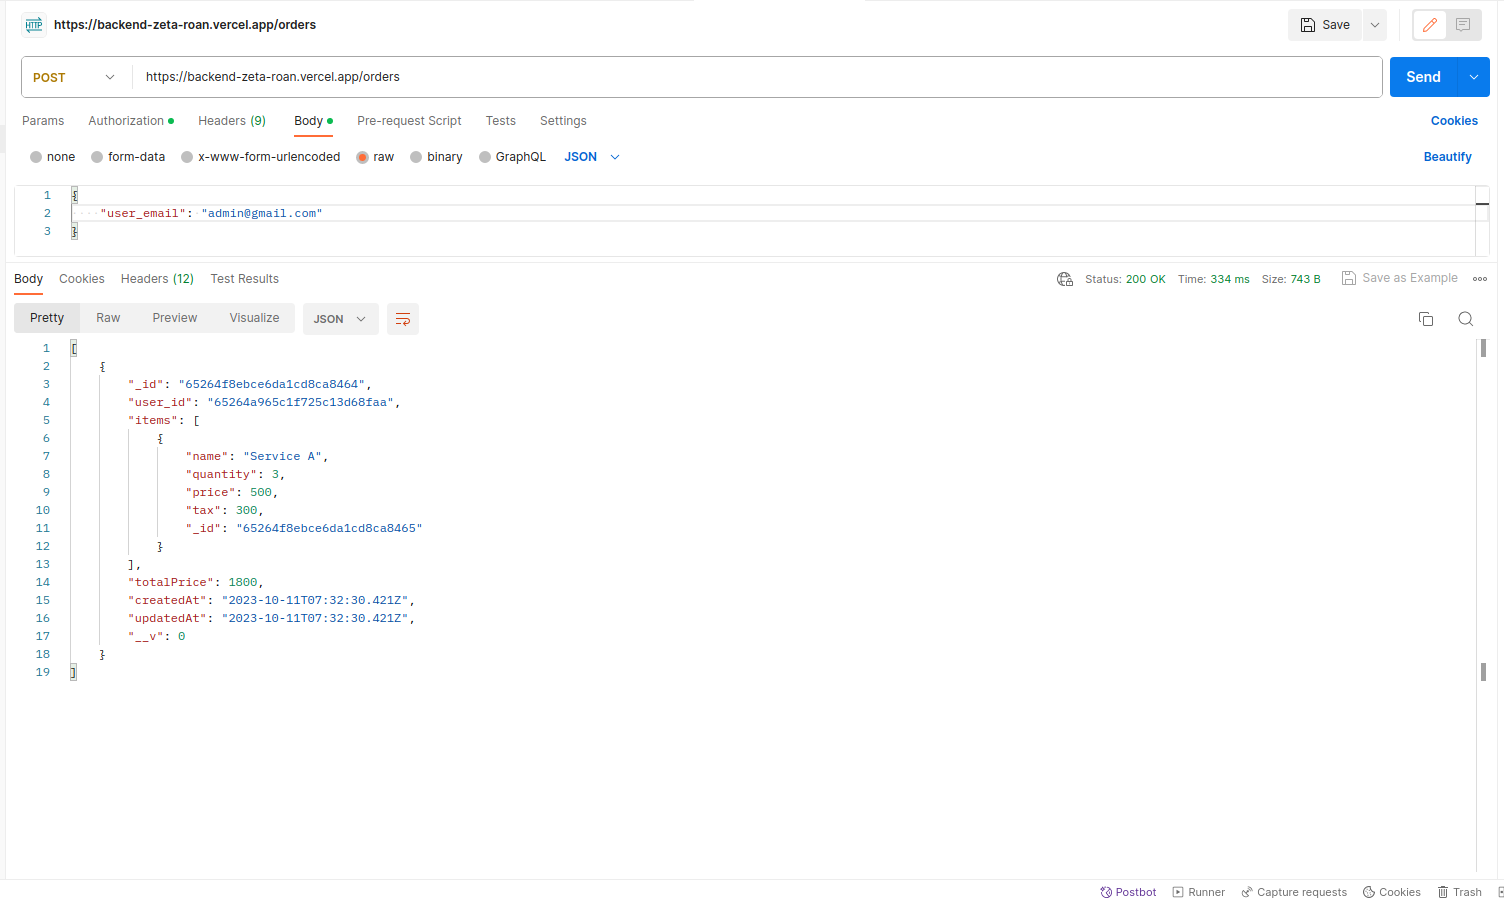 HTTP https://backend-zeta-roan.vercel.app/orders Save
POST https://backend-zeta-roan.vercel.app/orders Send
Params Authorization Headers (9) Body Pre-request Script Tests Settings Cookies
none form-data x-www-form-urlencoded raw binary GraphQL JSON Beautify
1 {
2 "user_email": "admin@gmail.com"
3 }
Body Cookies Headers (12) Test Results Status: 200 OK Time: 334 ms Size: 743 B Save as Example
Pretty Raw Preview Visualize JSON
1 [
2 {
3 "_id": "65264f8ebce6da1cd8ca8464",
4 "user_id": "65264a965c1f725c13d68faa",
5 "items": [
6 {
7 "name": "Service A",
8 "quantity": 3,
9 "price": 500,
10 "tax": 300,
11 "_id": "65264f8ebce6da1cd8ca8465"
12 }
13 ],
14 "totalPrice": 1800,
15 "createdAt": "2023-10-11T07:32:30.421Z",
16 "updatedAt": "2023-10-11T07:32:30.421Z",
17 "__v": 0
18 }
19 ]
Postbot Runner Capture requests Cookies Trash